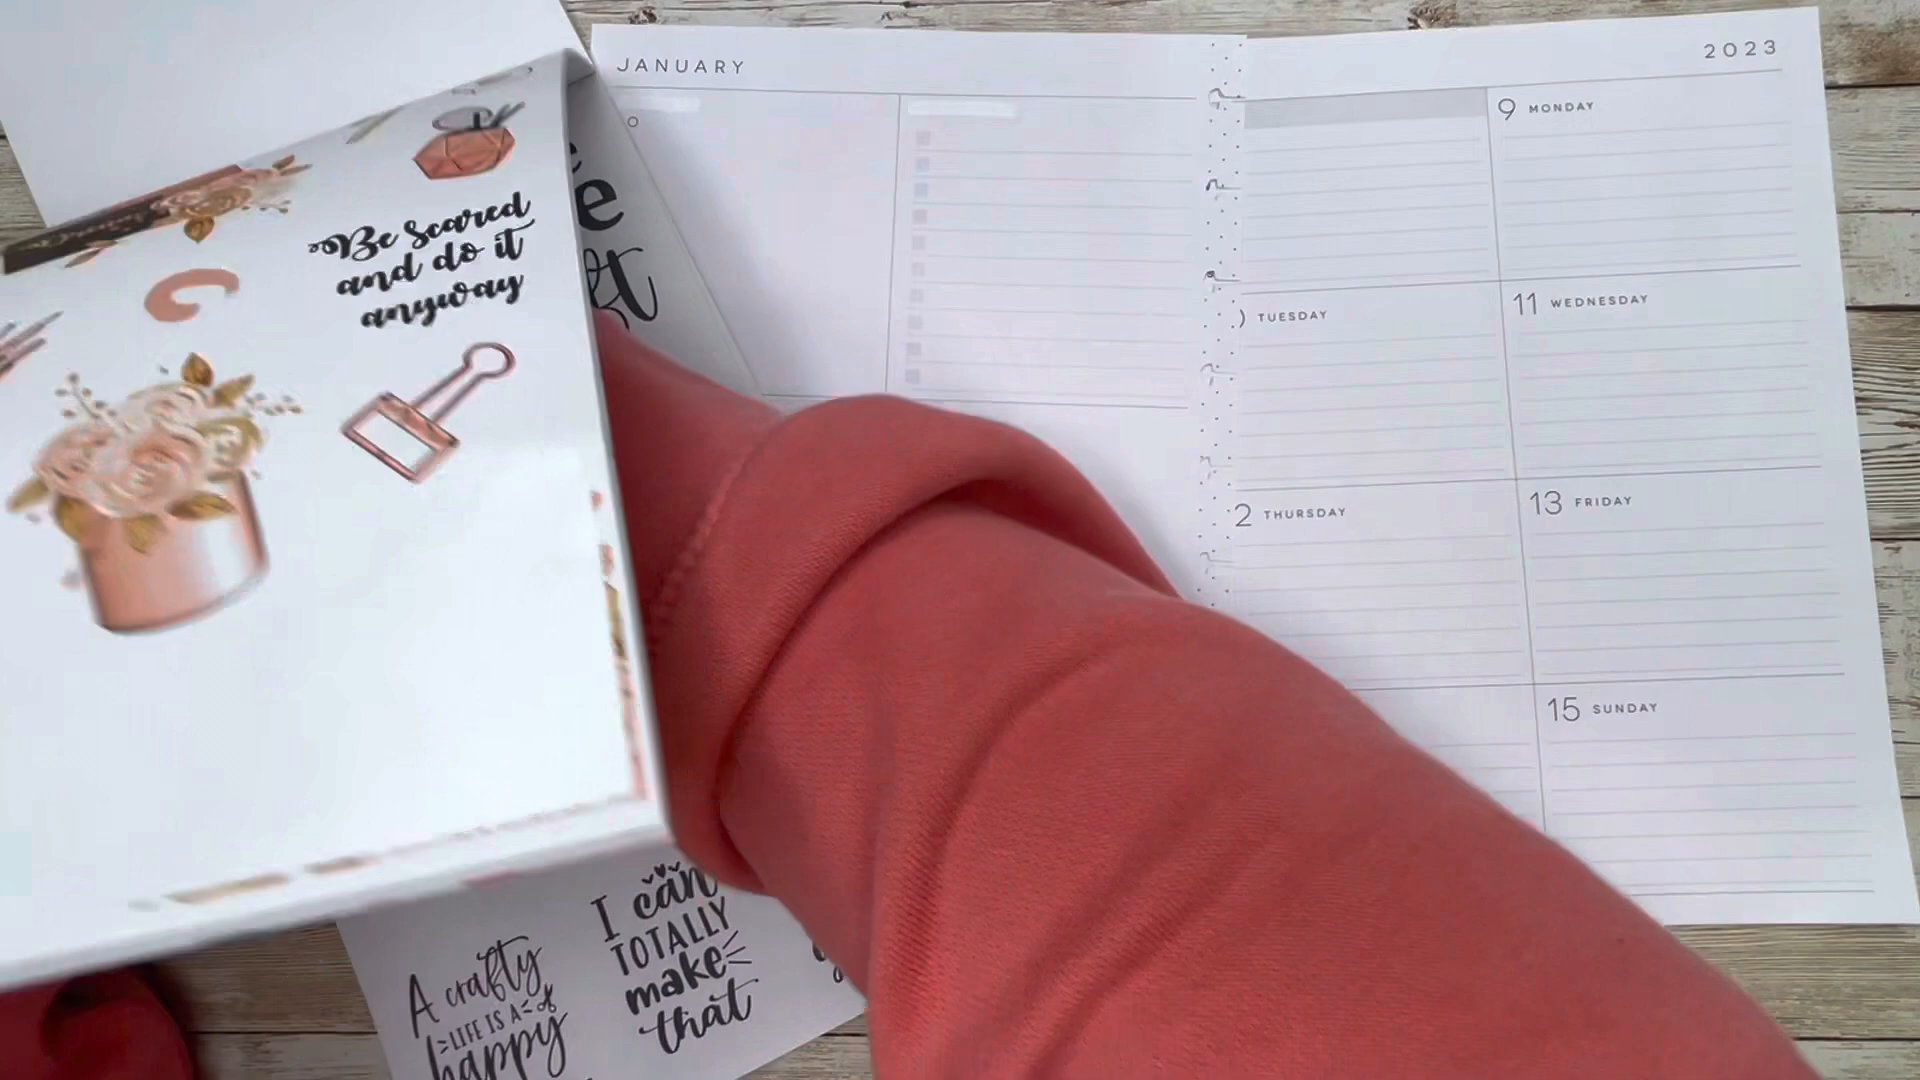 JANUARY
2023
9 MONDAY
TUESDAY
11 WEDNESDAY
2 THURSDAY
13 FRIDAY
15 SUNDAY
Be scared
and do it
anyway
I can
TOTALLY
make
that
A crafty
LIFE IS A
happy